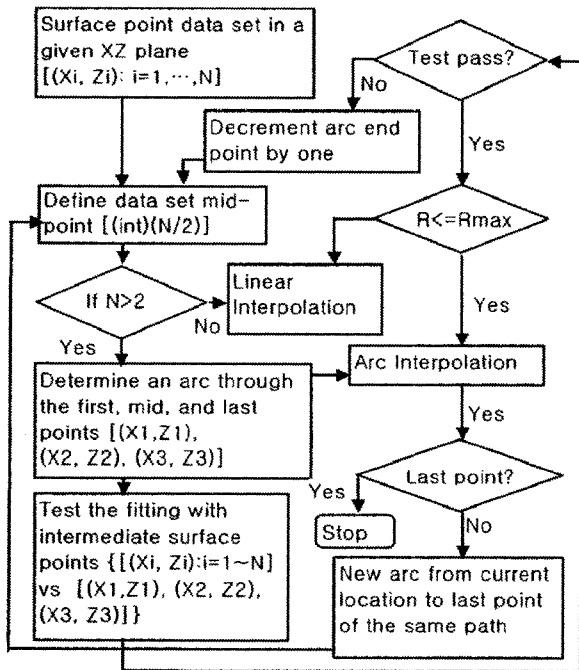 Surface point data set in a
given XZ plane
[(Xi, Zi): i=1,⋯,N]
Test pass?
No
Yes
Decrement arc end
point by one
Define data set mid-
point [(int)(N/2)]
R<=Rmax
If N>2
No
Linear
Interpolation
Yes
Yes
Arc Interpolation
Determine an arc through
the first, mid, and last
points [(X1,Z1),
(X2, Z2), (X3, Z3)]
Yes
Last point?
Yes
Stop
No
Test the fitting with
intermediate surface
points {[(Xi, Zi):i=1~N]
vs [(X1,Z1), (X2, Z2),
(X3, Z3)]}
New arc from current
location to last point
of the same path